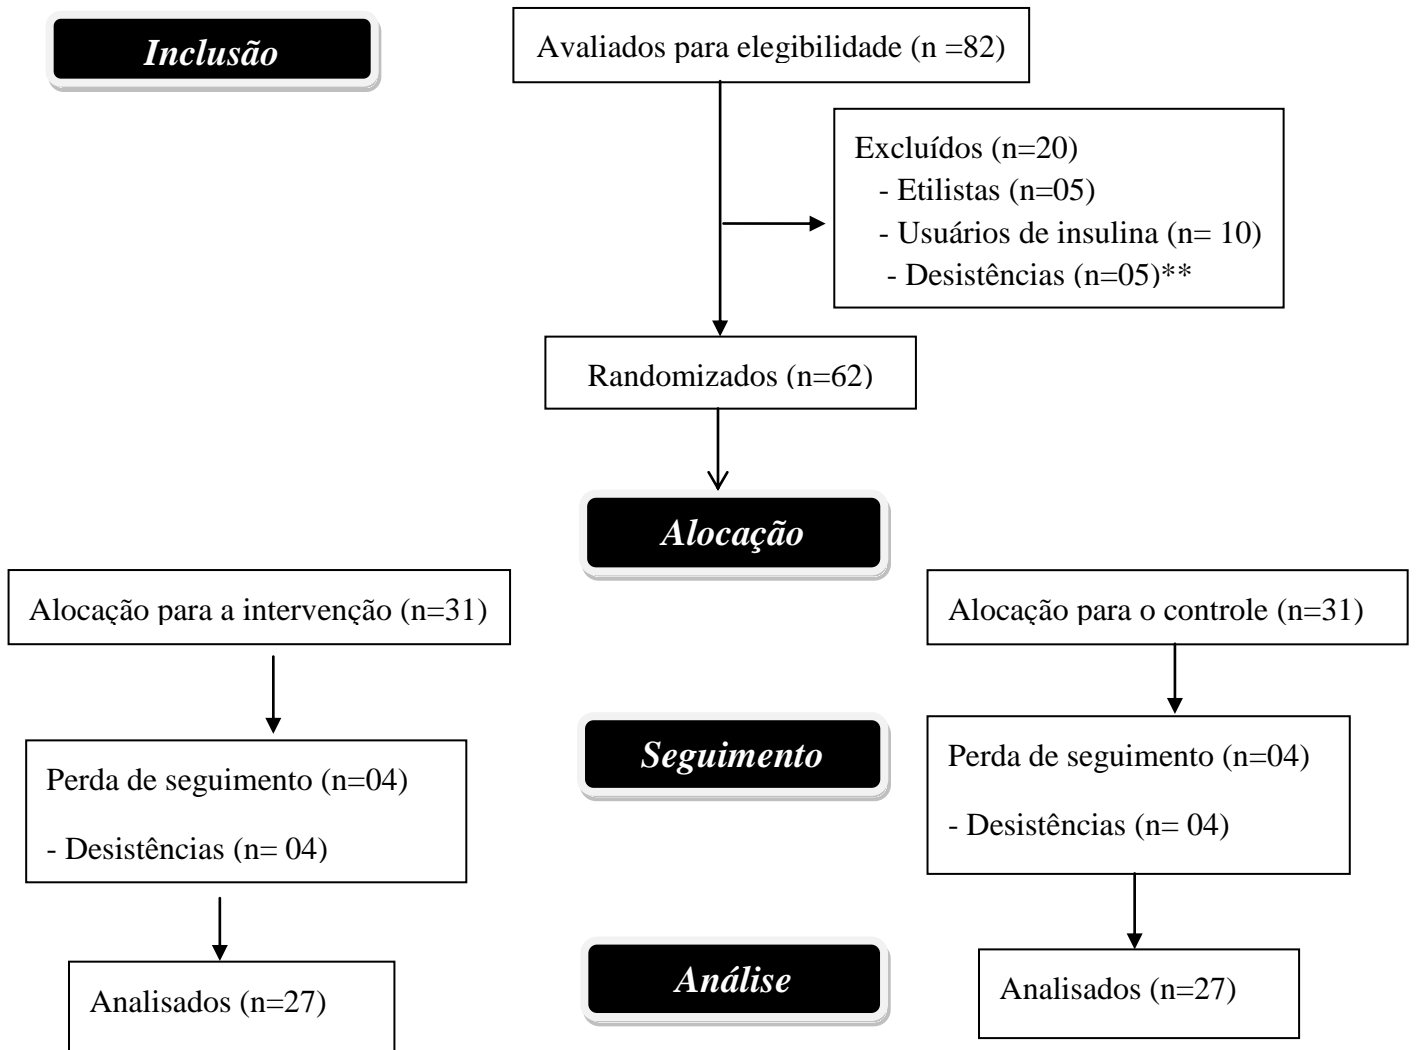 Inclusão
Avaliados para elegibilidade (n =82)
Excluídos (n=20)
- Etilistas (n=05)
- Usuários de insulina (n= 10)
- Desistências (n=05)**
Randomizados (n=62)
Alocação
Alocação para a intervenção (n=31)
Alocação para o controle (n=31)
Seguimento
Perda de seguimento (n=04)
- Desistências (n= 04)
Perda de seguimento (n=04)
- Desistências (n= 04)
Análise
Analisados (n=27)
Analisados (n=27)